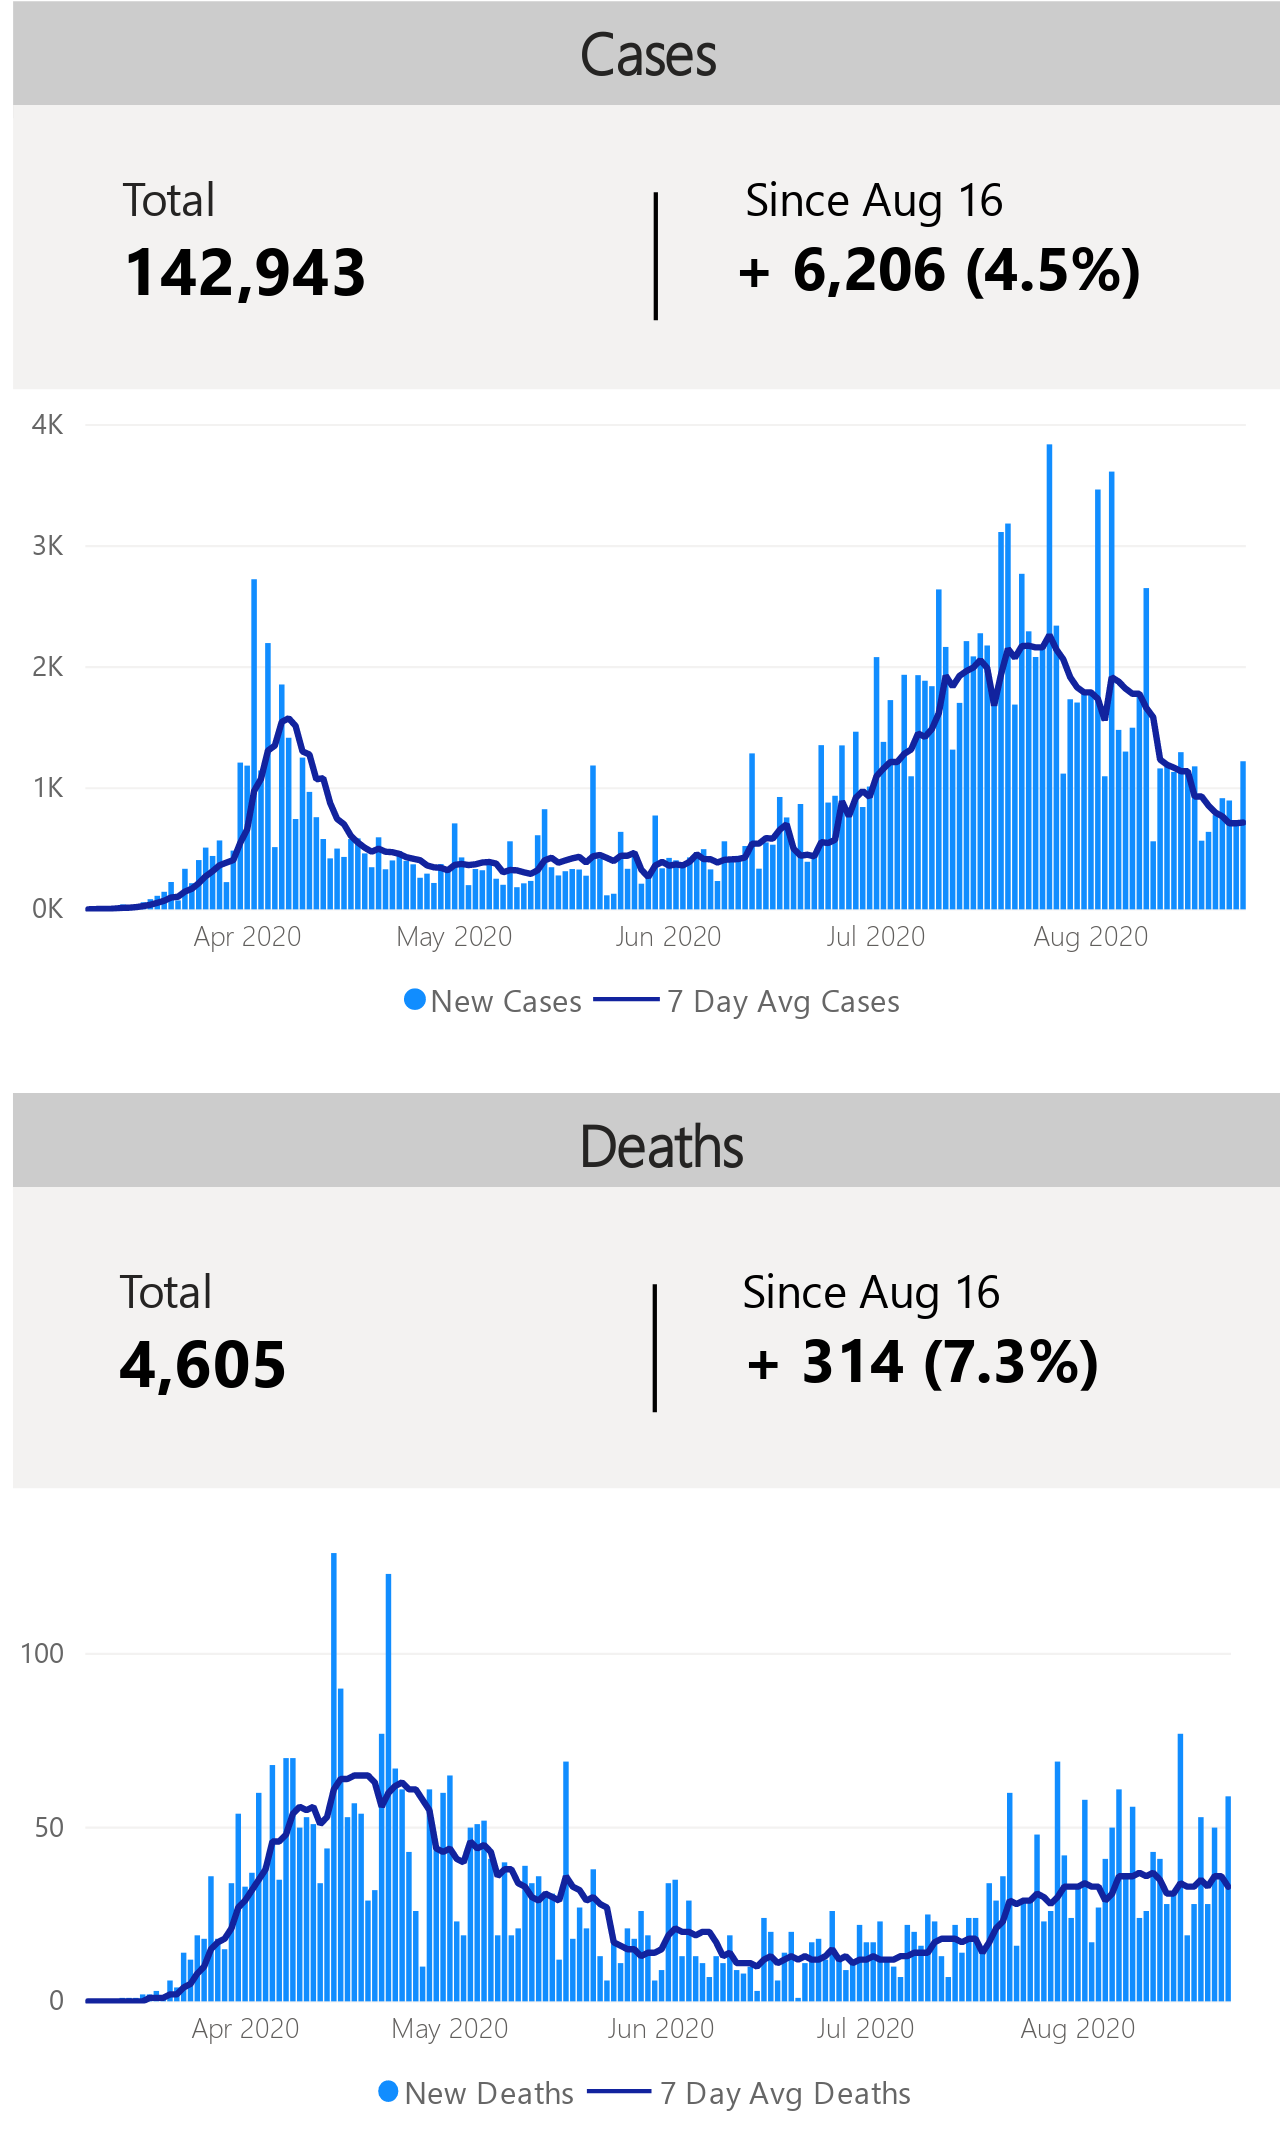 Cases
Total
Since Aug 16
142,943
+ 6,206 (4.5%)
4K
3K
2K
1K
0K
Apr 2020
May 2020
Jun 2020
Jul 2020
Aug 2020
New Cases
7 Day Avg Cases
Deaths
Total
Since Aug 16
4,605
+ 314 (7.3%)
100
50
0
Apr 2020
May 2020
Jun 2020
Jul 2020
Aug 2020
New Deaths
7 Day Avg Deaths